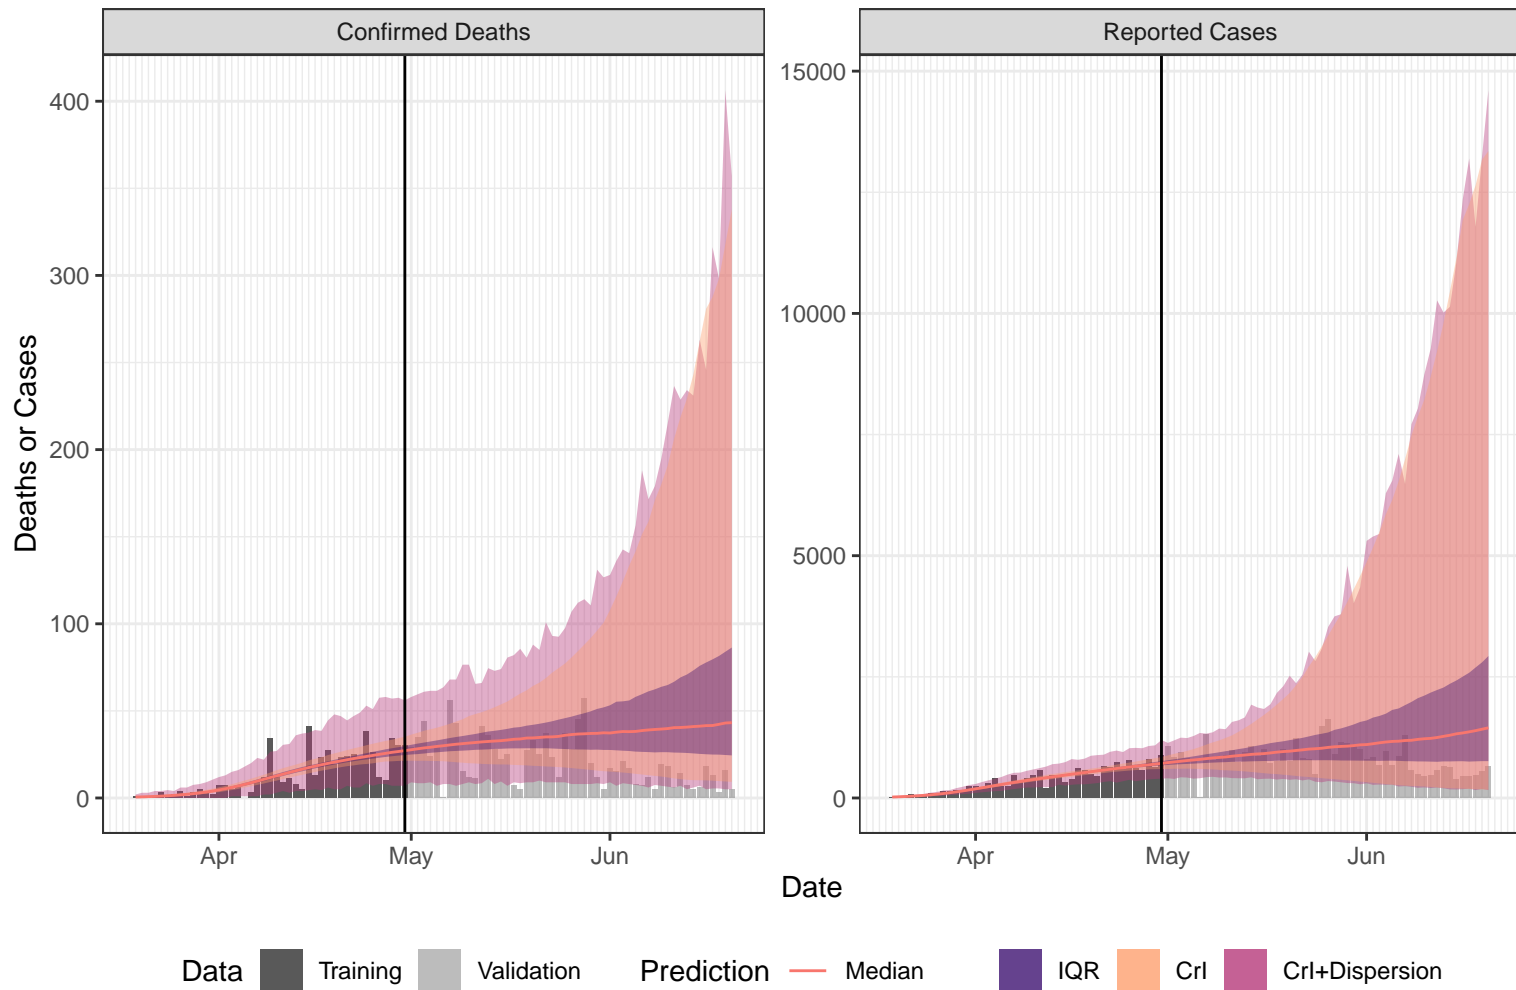 Confirmed Deaths
Reported Cases
Deaths or Cases
400
300
200
100
0
15000
10000
5000
0
Apr
May
Jun
Apr
May
Jun
Date
Data
Training
Validation
Prediction
Median
IQR
CrI
CrI+Dispersion